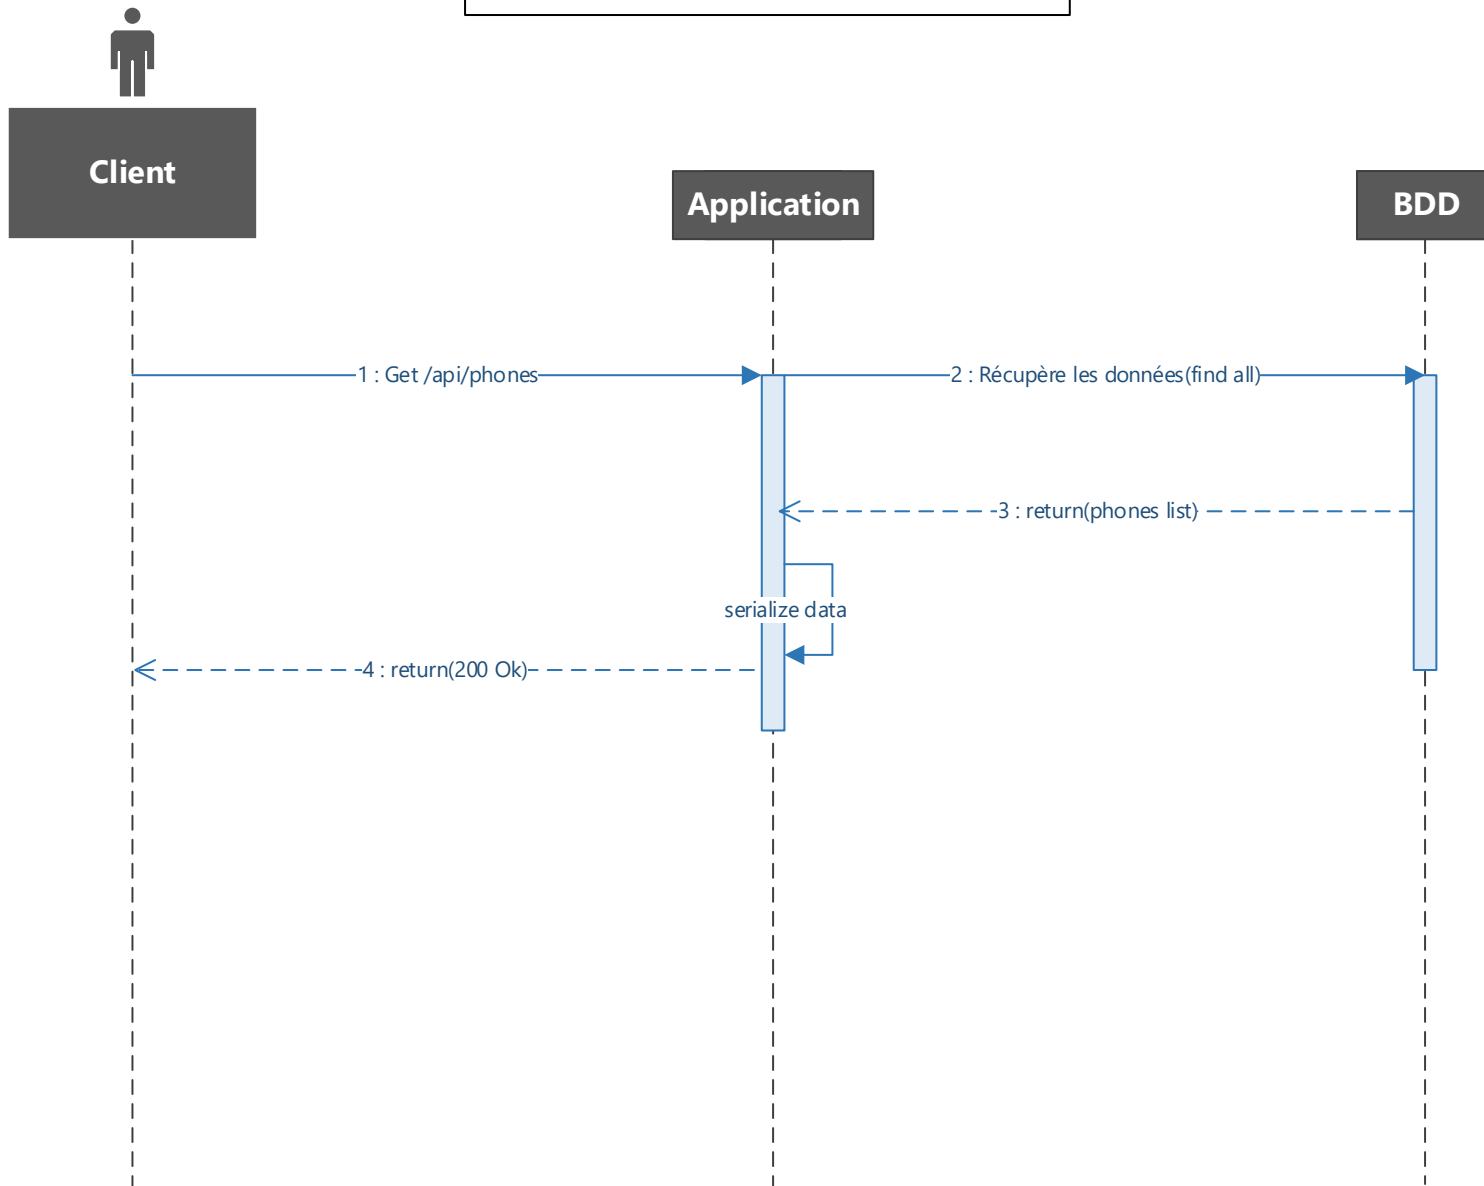 Client
Application
BDD
1 : Get /api/phones
2 : Récupère les données(find all)
3 : return(phones list)
serialize data
4 : return(200 Ok)